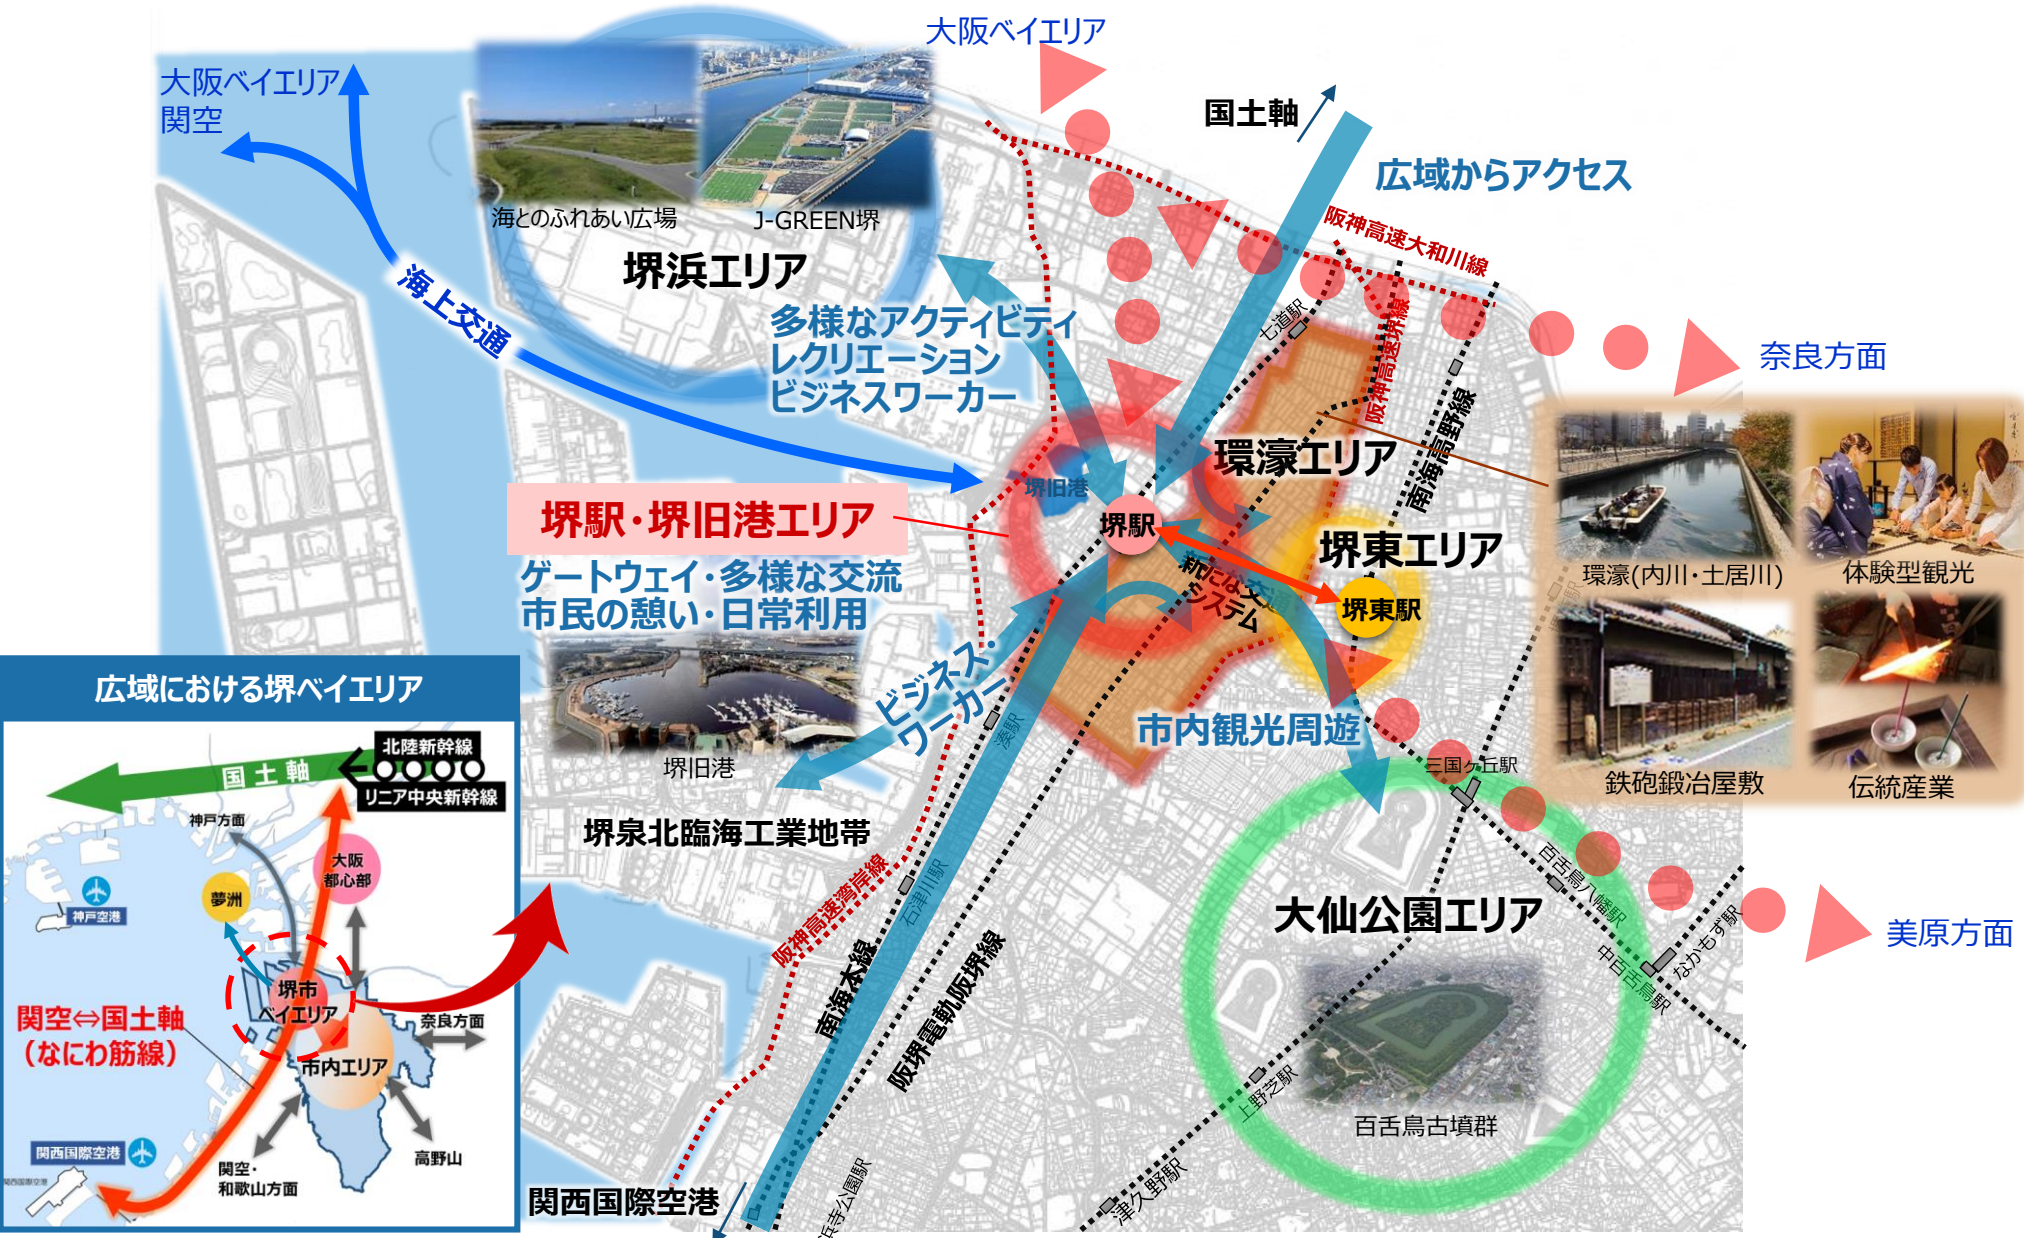 大阪ベイエリア
大阪ベイエリア
関空
国土軸
広域からアクセス
海とのふれあい広場
J-GREEN堺
阪神高速大和川線
堺浜エリア
海上交通
多様なアクティビティ
レクリエーション
ビジネスワーカー
七道駅
阪神高速堺線
奈良方面
南海高野線
環濠エリア
堺旧港
堺駅・堺旧港エリア
堺駅
堺東エリア
ゲートウェイ・多様な交流
市民の憩い・日常利用
新たな交通
システム
堺東駅
環濠(内川・土居川)
体験型観光
鉄砲鍛冶屋敷
伝統産業
ビジネス・
ワーカー
湊駅
市内観光周遊
堺旧港
三国ヶ丘駅
堺泉北臨海工業地帯
阪神高速湾岸線
石津川駅
南海本線
阪堺電軌阪堺線
大仙公園エリア
百舌鳥八幡駅
なかもず駅
中百舌鳥駅
美原方面
上野芝駅
百舌鳥古墳群
津久野駅
浜寺公園駅
関西国際空港
広域における堺ベイエリア
北陸新幹線
国土軸
リニア中央新幹線
神戸方面
大阪
都心部
夢洲
神戸空港
堺市
ベイエリア
関空⇔国土軸
(なにわ筋線)
奈良方面
市内エリア
高野山
関西国際空港
関西国際空港
関空・
和歌山方面